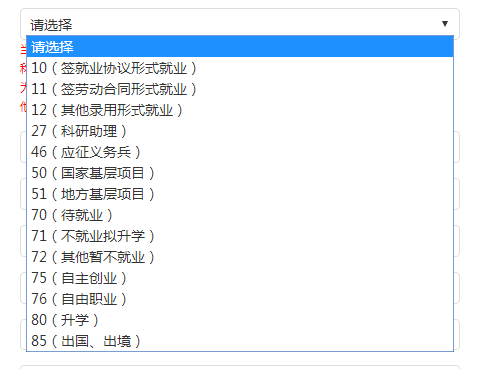 请选择
请选择
10（签就业协议形式就业）
11（签劳动合同形式就业）
12（其他录用形式就业）
27（科研助理）
46（应征义务兵）
50（国家基层项目）
51（地方基层项目）
70（待就业）
71（不就业拟升学）
72（其他暂不就业）
75（自主创业）
76（自由职业）
80（升学）
85（出国、出境）